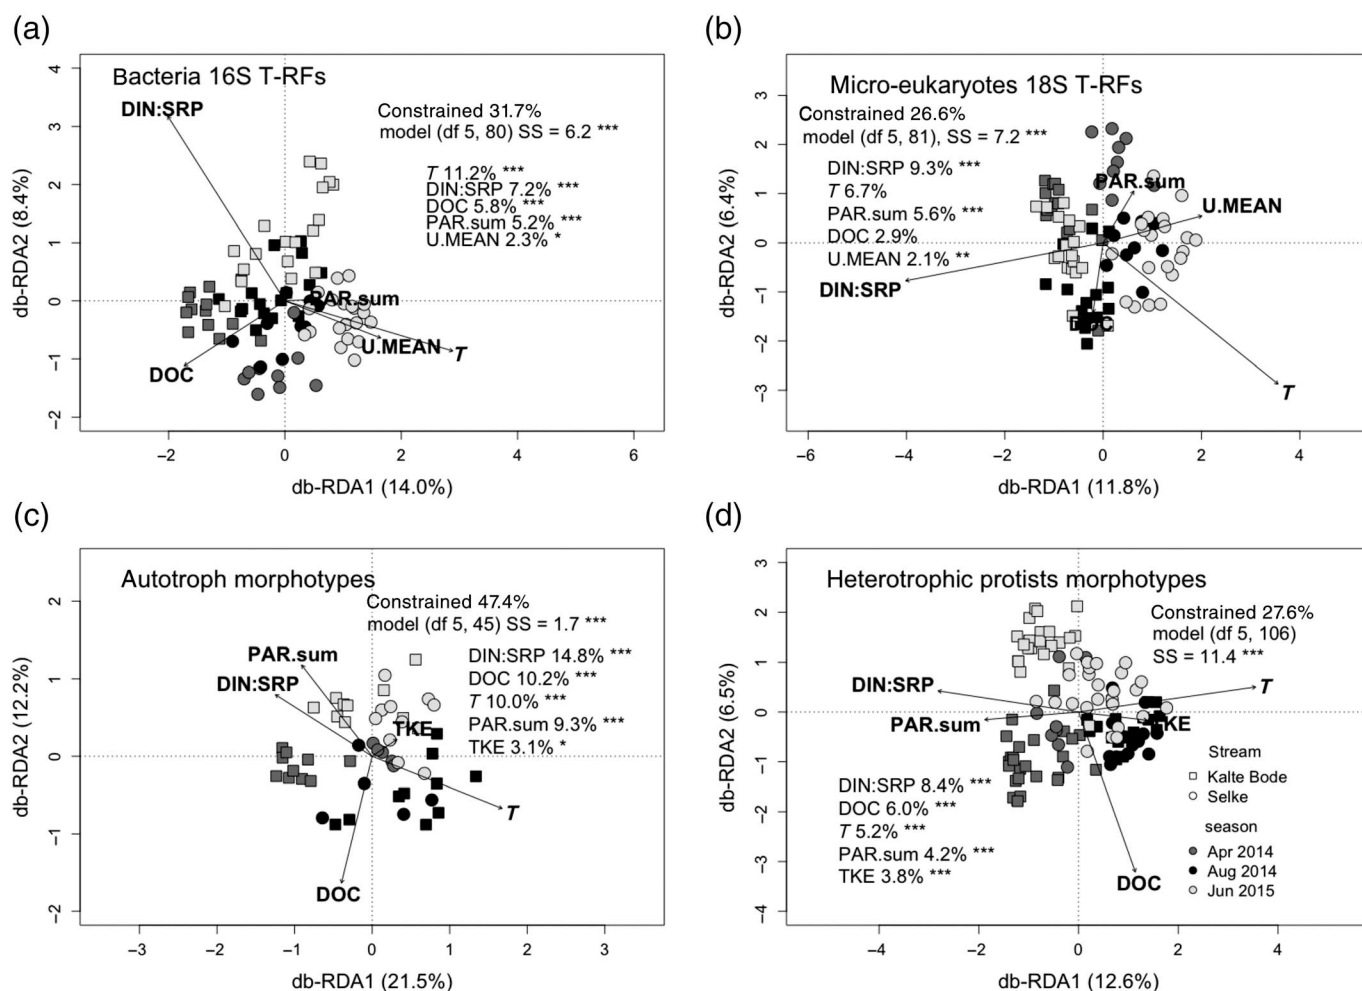 (a)
Bacteria 16S T-RFs
DIN:SRP
Constrained 31.7%
model (df 5, 80) SS = 6.2 ***
T 11.2% ***
DIN:SRP 7.2% ***
DOC 5.8% ***
PAR.sum 5.2% ***
U.MEAN 2.3% *
PAR.sum
U.MEAN
T
DOC
db-RDA2 (8.4%)
4
3
2
1
0
−1
−2
−2
0
2
4
6
db-RDA1 (14.0%)
(b)
Micro-eukaryotes 18S T-RFs
Constrained 26.6%
model (df 5, 81), SS = 7.2 ***
DIN:SRP 9.3% ***
T 6.7%
PAR.sum 5.6% ***
DOC 2.9%
U.MEAN 2.1% **
PAR.sum
U.MEAN
DIN:SRP
DOC
T
db-RDA2 (6.4%)
3
2
1
0
−1
−2
−3
−6
−4
−2
0
2
4
db-RDA1 (11.8%)
(c)
Autotroph morphotypes
Constrained 47.4%
model (df 5, 45) SS = 1.7 ***
DIN:SRP 14.8% ***
DOC 10.2% ***
T 10.0% ***
PAR.sum 9.3% ***
TKE 3.1% *
PAR.sum
DIN:SRP
TKE
T
DOC
db-RDA2 (12.2%)
2
1
0
−1
−2
−3
−2
−1
0
1
2
3
db-RDA1 (21.5%)
(d)
Heterotrophic protists morphotypes
Constrained 27.6%
model (df 5, 106)
SS = 11.4 ***
DIN:SRP
T
PAR.sum
TKE
DIN:SRP 8.4% ***
DOC 6.0% ***
T 5.2% ***
PAR.sum 4.2% ***
TKE 3.8% ***
DOC
Stream
Kalte Bode
Selke
season
Apr 2014
Aug 2014
Jun 2015
db-RDA2 (6.5%)
3
2
1
0
−1
−2
−3
−4
−4
−2
0
2
4
db-RDA1 (12.6%)